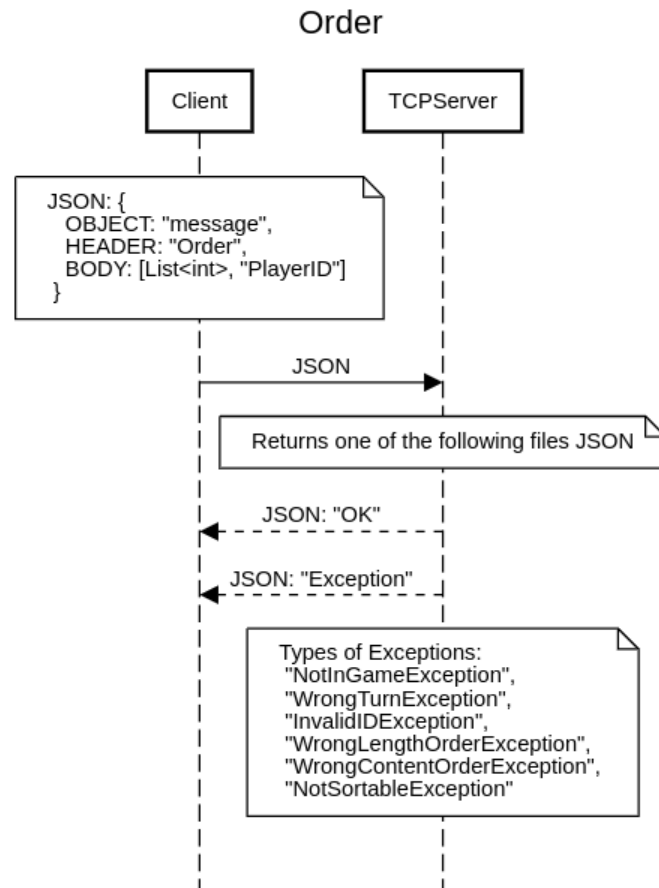 Order
Client
TCPServer
JSON: {
OBJECT: "message",
HEADER: "Order",
BODY: [List<int>, "PlayerID"]
}
JSON
Returns one of the following files JSON
JSON: "OK"
JSON: "Exception"
Types of Exceptions:
"NotInGameException",
"WrongTurnException",
"InvalidIDException",
"WrongLengthOrderException",
"WrongContentOrderException",
"NotSortableException"